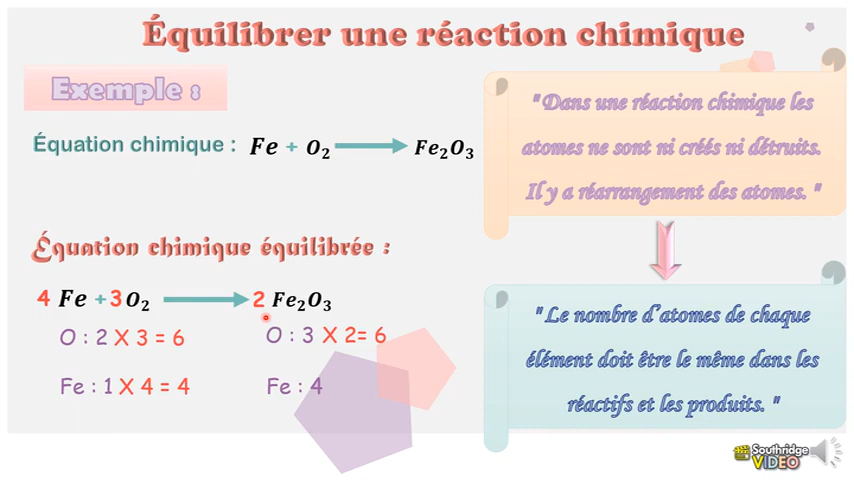 Équilibrer une réaction chimique
Exemple :
Équation chimique : Fe + O₂ → Fe₂O₃
"Dans une réaction chimique les
atomes ne sont ni créés ni détruits.
Il y a réarrangement des atomes. "
Équation chimique équilibrée :
4 Fe + 3 O₂ → 2 Fe₂O₃
O : 2 X 3 = 6 O : 3 X 2= 6
Fe : 1 X 4 = 4 Fe : 4
"Le nombre d'atomes de chaque
élément doit être le même dans les
réactifs et les produits. "
Southridge
VIDEO